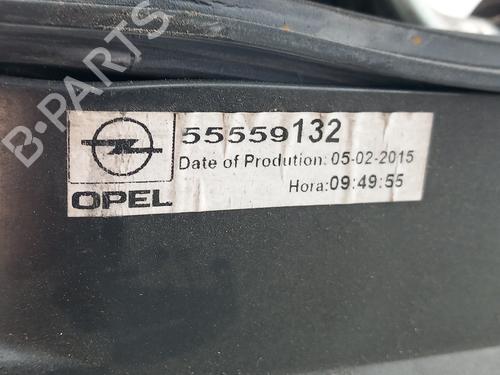 B-PARTS
55559132
Date of Prodution: 05-02-2015
Hora:09:49:55
OPEL